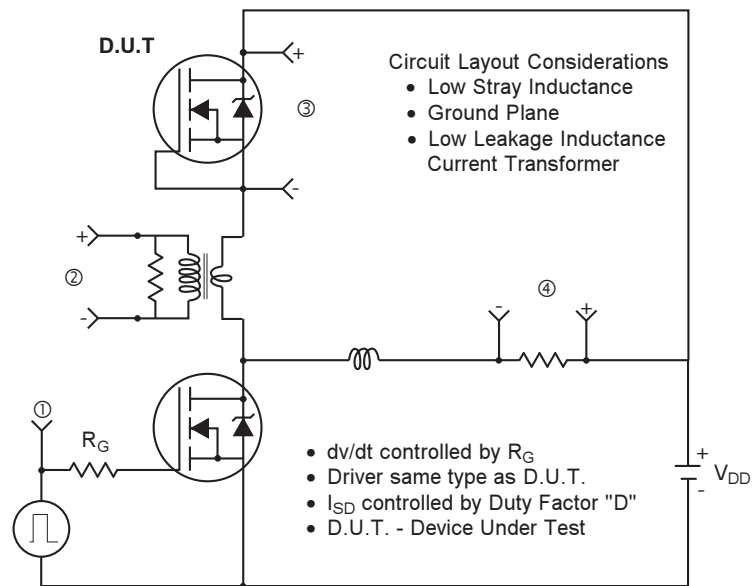 D.U.T
+
③
-
Circuit Layout Considerations
• Low Stray Inductance
• Ground Plane
• Low Leakage Inductance
Current Transformer
+
②
-
-
④
+
①
R_G
• dv/dt controlled by R_G
• Driver same type as D.U.T.
• I_SD controlled by Duty Factor "D"
• D.U.T. - Device Under Test
+
V_DD
-